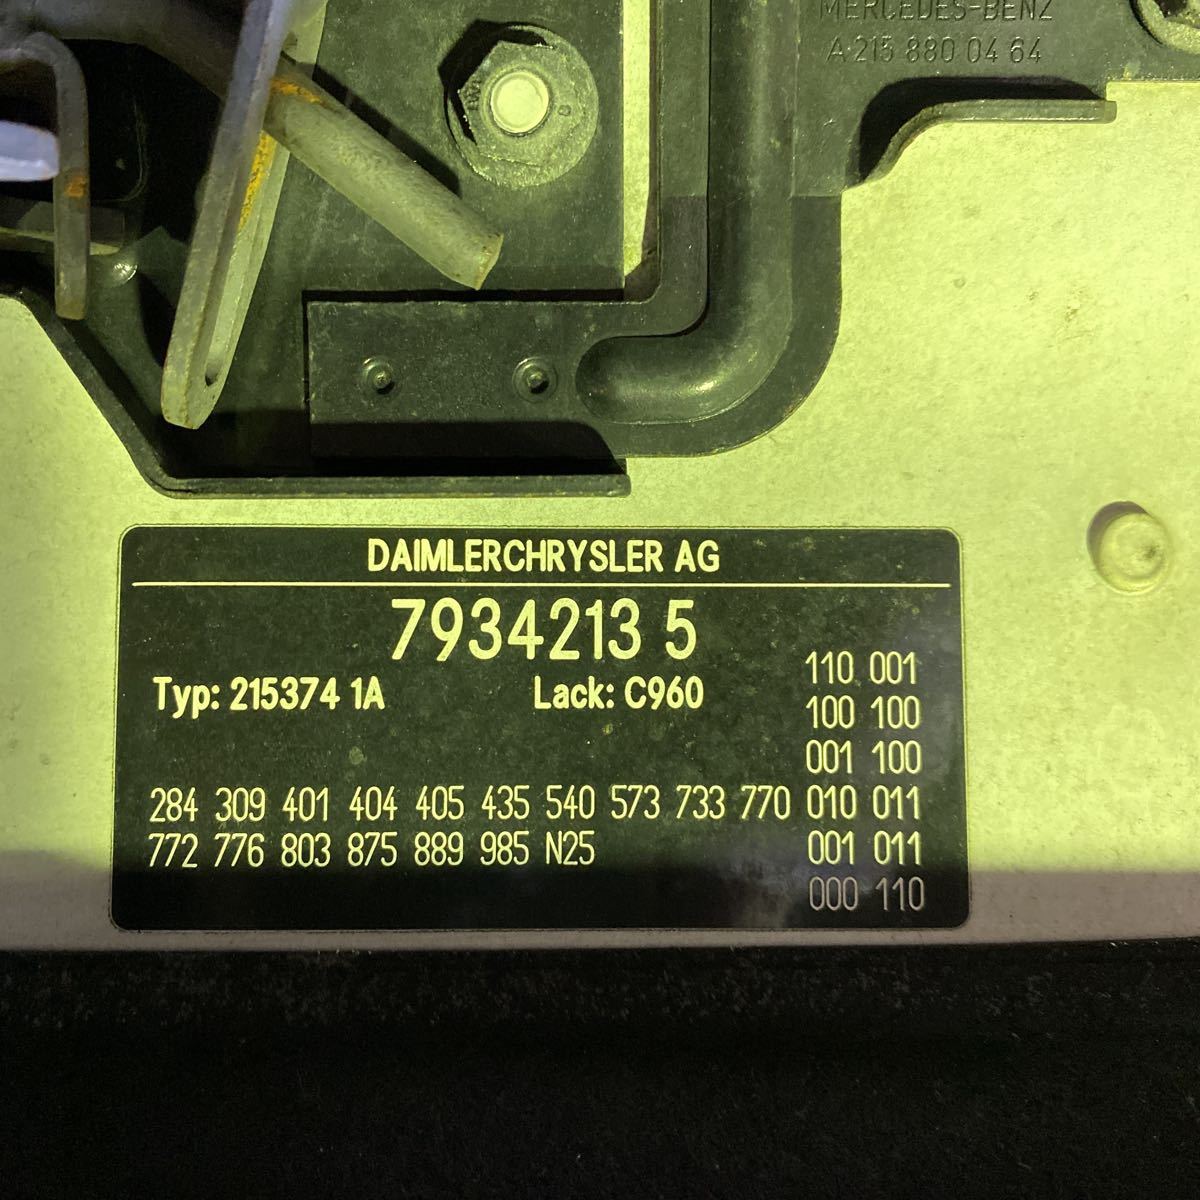 MERCEDES-BENZ
A 215 880 04 64
DAIMLERCHRYSLER AG
7934213 5
Typ: 215374 1A Lack: C960
110 001
100 100
001 100
284 309 401 404 405 435 540 573 733 770 010 011
772 776 803 875 889 985 N25 001 011
000 110